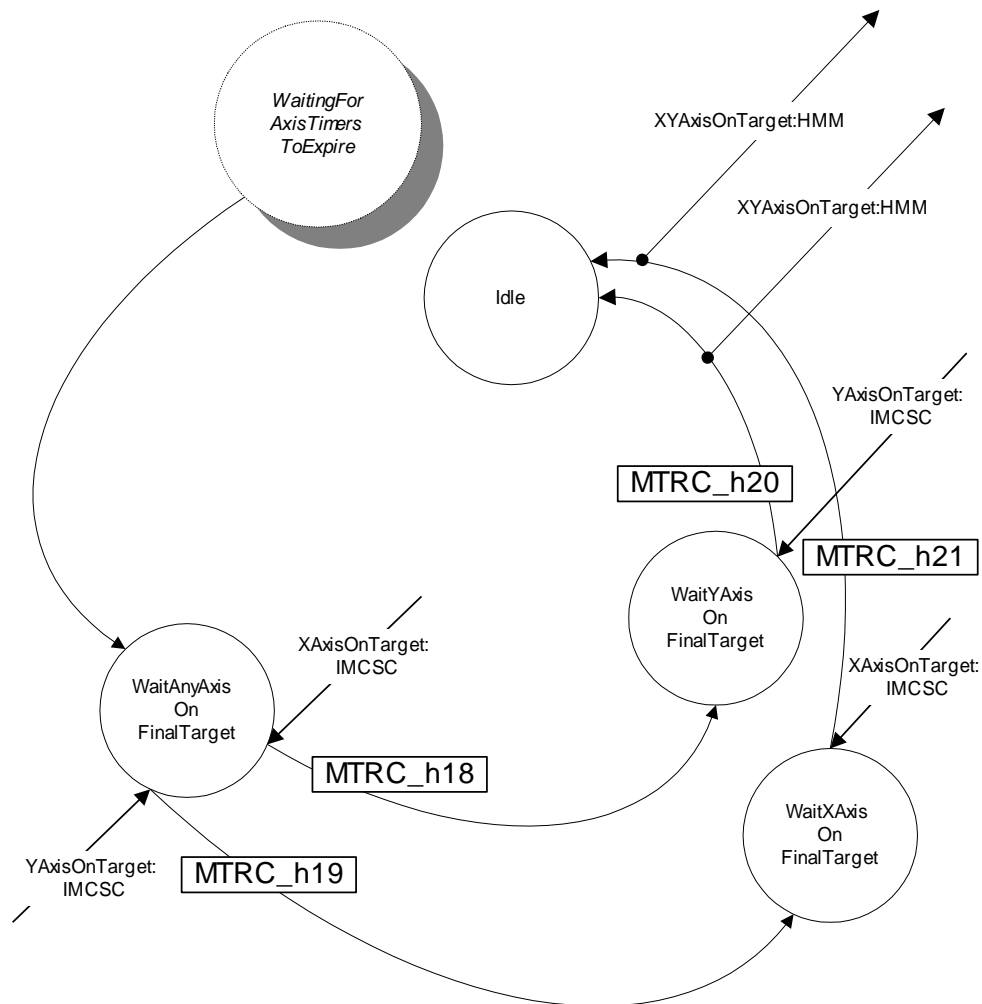 WaitingFor
AxisTimers
ToExpire
XYAxisOnTarget:HMM
XYAxisOnTarget:HMM
Idle
YAxisOnTarget:
IMCSC
MTRC_h20
MTRC_h21
WaitYAxis
On
FinalTarget
XAxisOnTarget:
IMCSC
XAxisOnTarget:
IMCSC
WaitAnyAxis
On
FinalTarget
MTRC_h18
WaitXAxis
On
FinalTarget
YAxisOnTarget:
IMCSC
MTRC_h19